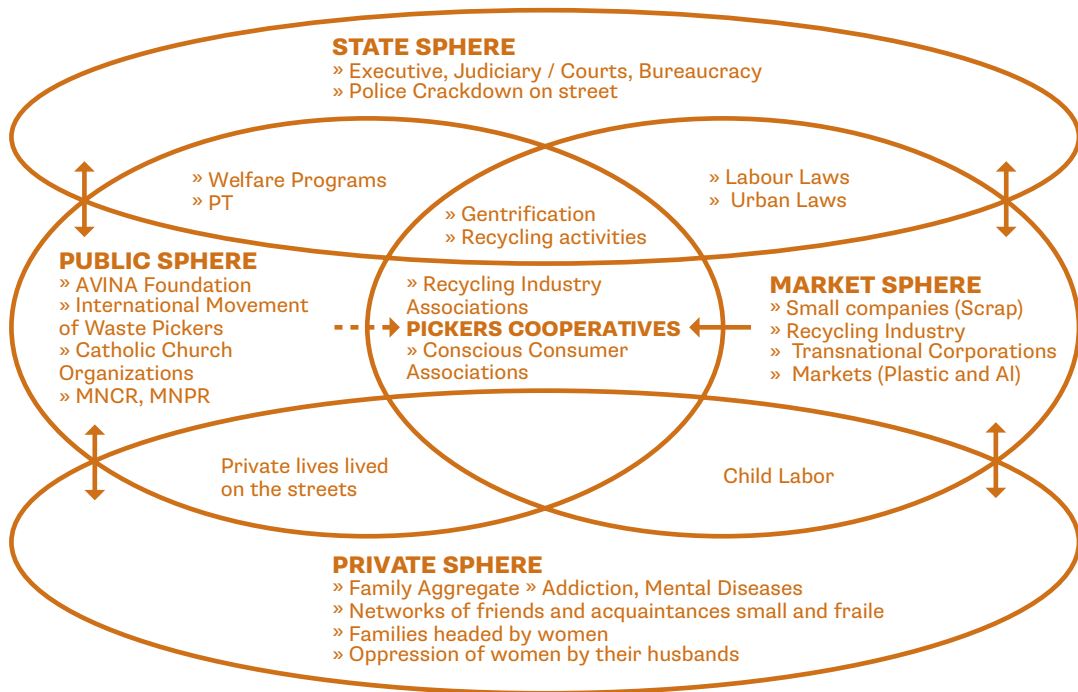 STATE SPHERE
» Executive, Judiciary / Courts, Bureaucracy
» Police Crackdown on street
» Welfare Programs
» PT
» Gentrification
» Recycling activities
» Labour Laws
» Urban Laws
PUBLIC SPHERE
» AVINA Foundation
» International Movement
of Waste Pickers
» Catholic Church
Organizations
» MNCR, MNPR
» Recycling Industry
Associations
PICKERS COOPERATIVES
» Conscious Consumer
Associations
MARKET SPHERE
» Small companies (Scrap)
» Recycling Industry
» Transnational Corporations
» Markets (Plastic and Al)
Private lives lived
on the streets
Child Labor
PRIVATE SPHERE
» Family Aggregate » Addiction, Mental Diseases
» Networks of friends and acquaintances small and fraile
» Families headed by women
» Oppression of women by their husbands